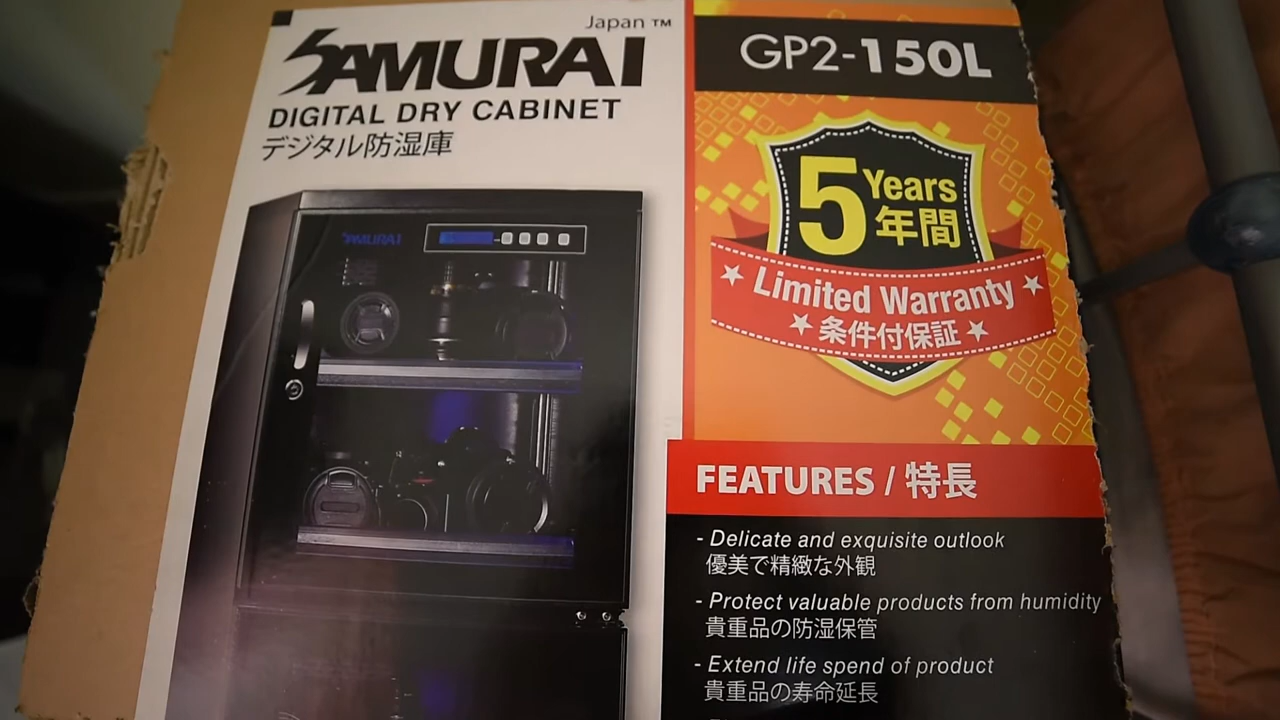 Japan ™
SAMURAI
DIGITAL DRY CABINET
デジタル防湿庫
SAMURAI
GP2-150L
5 Years
年間
Limited Warranty
条件付保証
FEATURES / 特長
- Delicate and exquisite outlook
優美で精緻な外観
- Protect valuable products from humidity
貴重品の防湿保管
- Extend life spend of product
貴重品の寿命延長